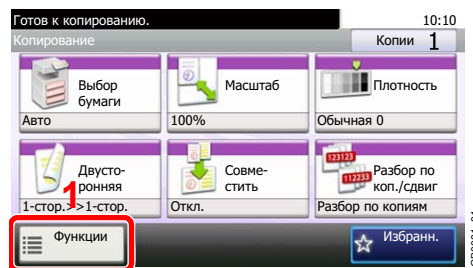 Готов к копированию.
10:10
Копирование
Копии 1
Выбор
бумаги
Авто
Масштаб
100%
Плотность
Обычная 0
Двусто-
ронняя
1-стор.>>1-стор.
Совме-
стить
Откл.
123123
112233
Разбор по
коп./сдвиг
Разбор по копиям
1
Функции
Избранн.